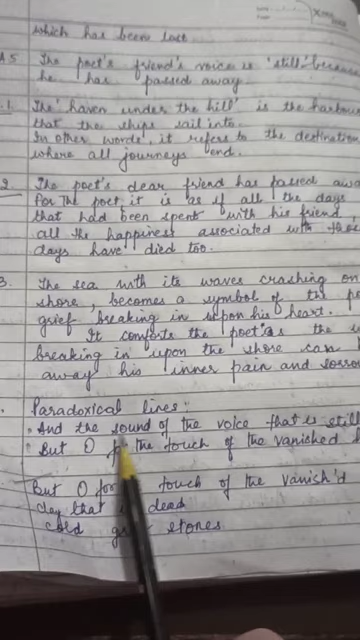 which has been lost
A5 The poet's friend's voice is 'still' because
he has passed away.
1. The 'haven under the hill' is the harbour
that the ships sail into.
In other words, it refers to the destination
where all journeys end.
2 The poet's dear friend has passed away
For the poet, it is as if all the days
that had been spent with his friend
all the happiness associated with those
days have died too.
3. The sea with its waves crashing on
shore, becomes a symbol of the
grief breaking in upon his heart.
It comforts the poet as the
breaking in upon the shore can
away his inner pain and sorrow
Paradoxical lines:-
And the sound of the voice that is still
But O the touch of the vanished
But O for touch of the vanish'd
day that is dead
cold stones